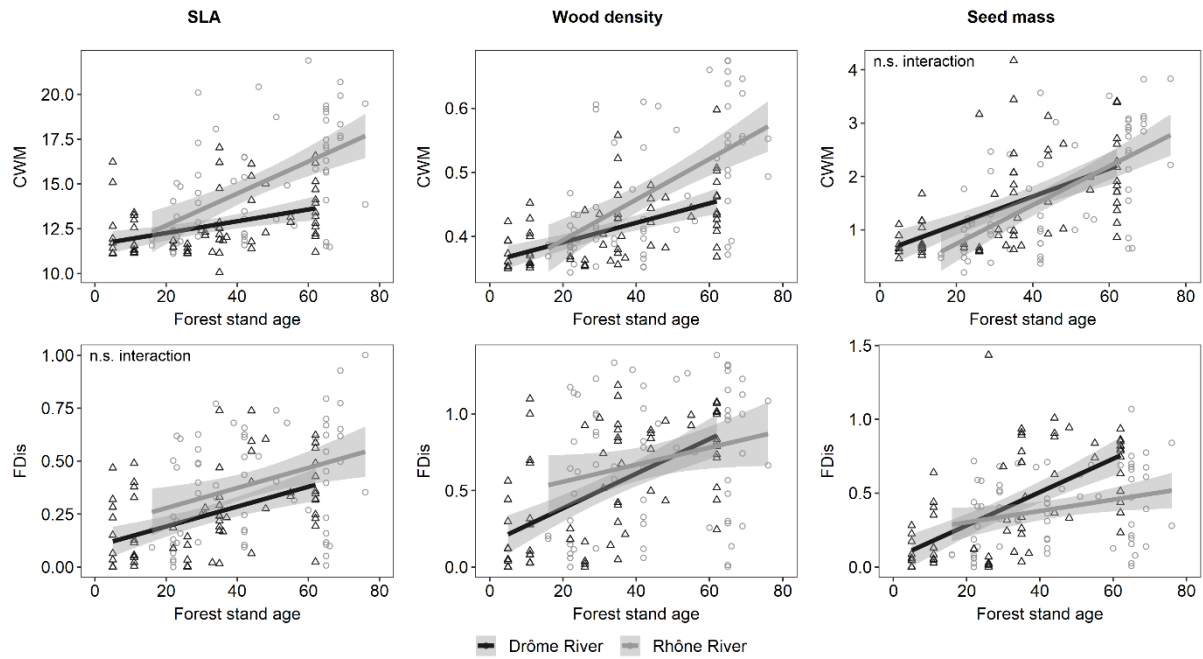 SLA
Wood density
Seed mass
CWM
20.0
17.5
15.0
12.5
10.0
0 20 40 60 80
Forest stand age
CWM
0.6
0.5
0.4
0 20 40 60 80
Forest stand age
n.s. interaction
CWM
4
3
2
1
0 20 40 60 80
Forest stand age
n.s. interaction
FDis
1.00
0.75
0.50
0.25
0.00
0 20 40 60 80
Forest stand age
FDis
1.0
0.5
0.0
0 20 40 60 80
Forest stand age
FDis
1.5
1.0
0.5
0.0
0 20 40 60 80
Forest stand age
Drôme River Rhône River